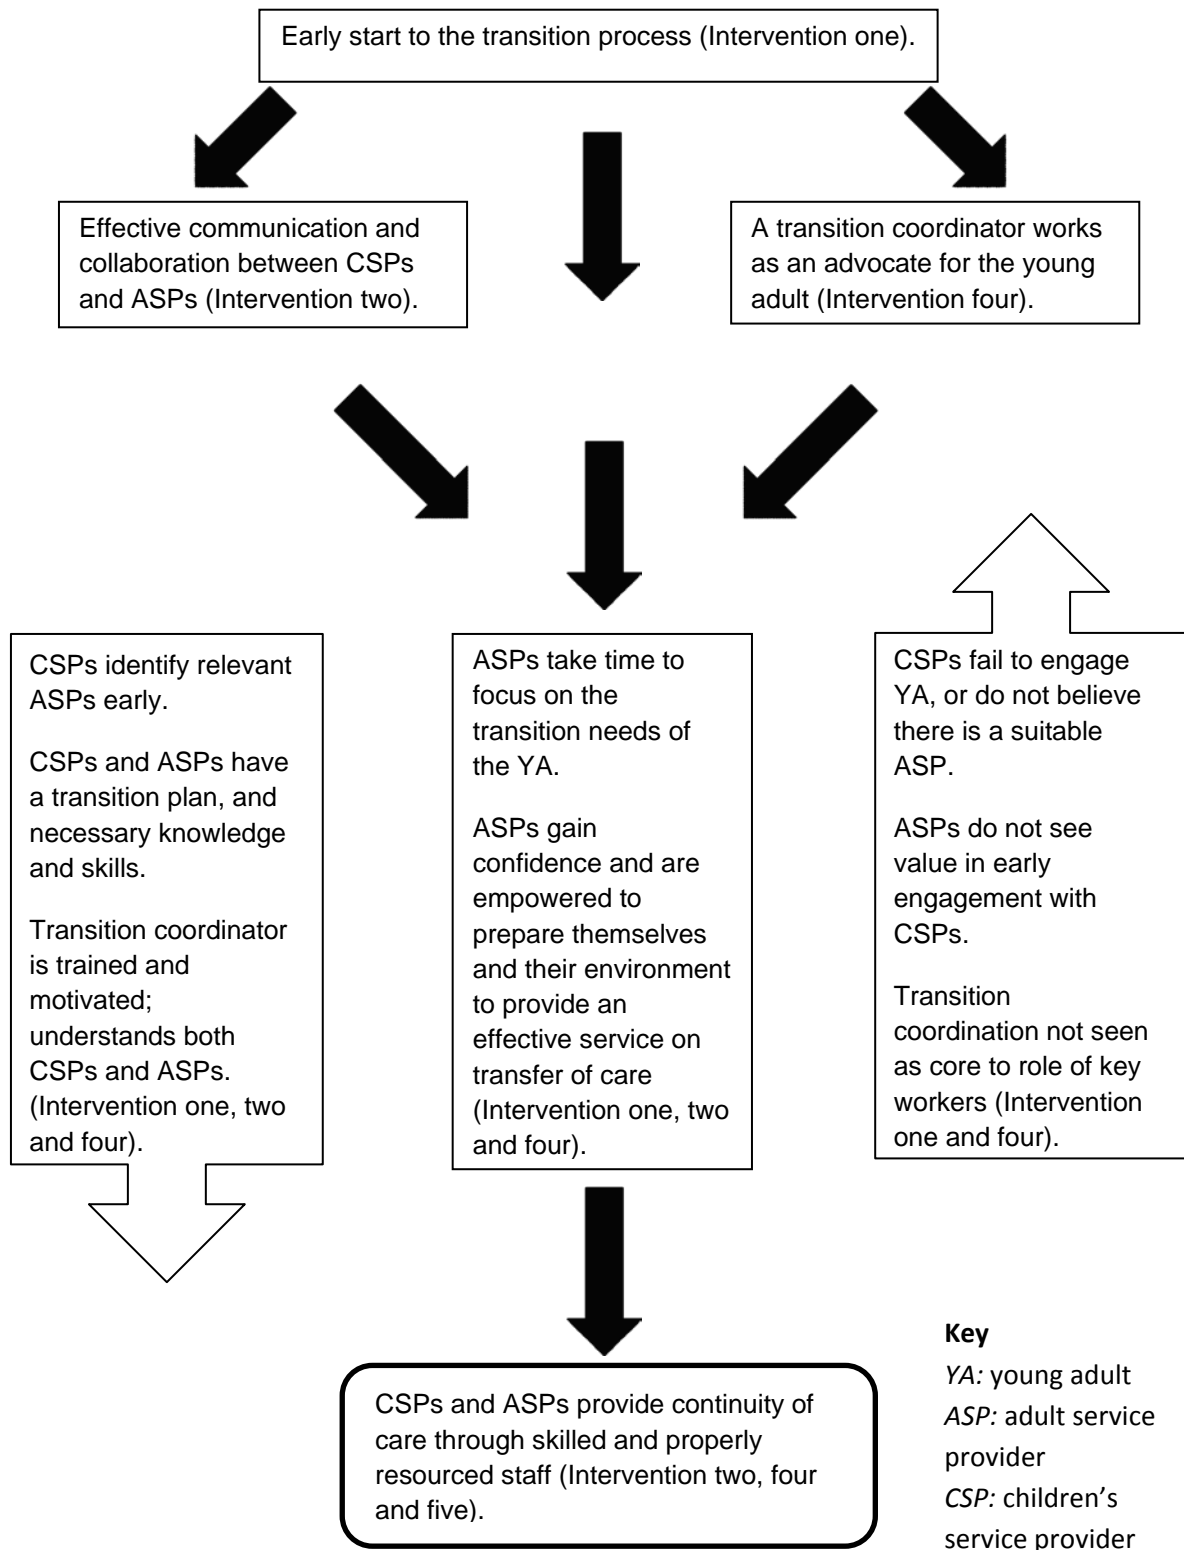 Early start to the transition process (Intervention one).
Effective communication and
collaboration between CSPs
and ASPs (Intervention two).
A transition coordinator works
as an advocate for the young
adult (Intervention four).
CSPs identify relevant
ASPs early.
CSPs and ASPs have
a transition plan, and
necessary knowledge
and skills.
Transition coordinator
is trained and
motivated;
understands both
CSPs and ASPs.
(Intervention one, two
and four).
ASPs take time to
focus on the
transition needs of
the YA.
ASPs gain
confidence and are
empowered to
prepare themselves
and their environment
to provide an
effective service on
transfer of care
(Intervention one, two
and four).
CSPs fail to engage
YA, or do not believe
there is a suitable
ASP.
ASPs do not see
value in early
engagement with
CSPs.
Transition
coordination not seen
as core to role of key
workers (Intervention
one and four).
CSPs and ASPs provide continuity of
care through skilled and properly
resourced staff (Intervention two, four
and five).
Key
YA: young adult
ASP: adult service
provider
CSP: children’s
service provider